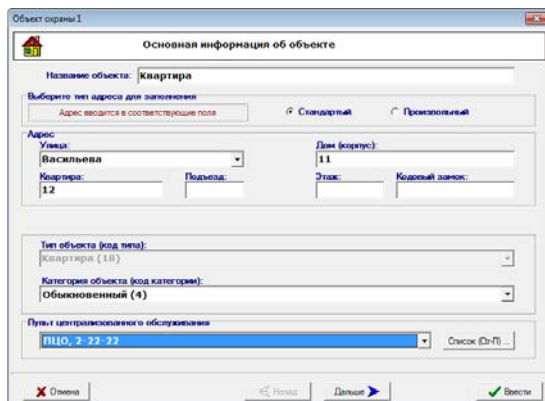 Объект охраны 1
Основная информация об объекте
Название объекта: Квартира
Выберите тип адреса для заполнения
Адрес вводится в соответствующие поля Стандартый Произвольный
Адрес
Улица: Дом (корпус):
Васильева 11
Квартира: Подъезд: Этаж: Кодовый замок:
12
Тип объекта (код типа):
Квартира (18)
Категория объекта (код категории):
Обыкновенный (4)
Пульт централизованного обслуживания
ПЦО, 2-22-22 Список (Ctr-П) ...
Отмена Назад Дальше Ввести